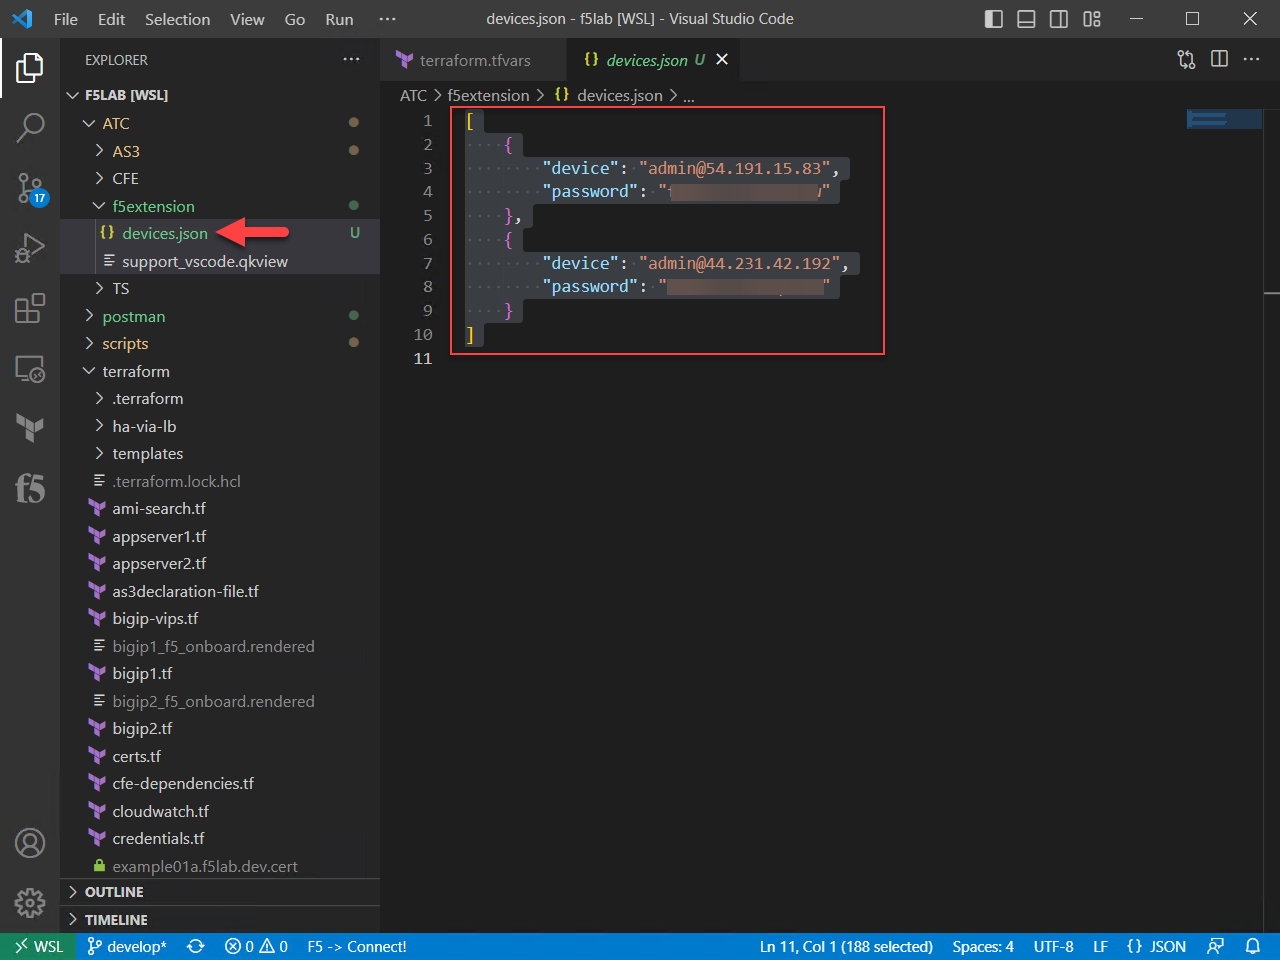 File Edit Selection View Go Run ···
devices.json - f5lab [WSL] - Visual Studio Code
EXPLORER
F5LAB [WSL]
ATC
AS3
CFE
f5extension
devices.json U
support_vscode.qkview
TS
postman
scripts
terraform
.terraform
ha-via-lb
templates
.terraform.lock.hcl
ami-search.tf
appserver1.tf
appserver2.tf
as3declaration-file.tf
bigip-vips.tf
bigip1_f5_onboard.rendered
bigip1.tf
bigip2_f5_onboard.rendered
bigip2.tf
certs.tf
cfe-dependencies.tf
cloudwatch.tf
credentials.tf
example01a.f5lab.dev.cert
OUTLINE
TIMELINE
17
f5
terraform.tfvars
{} devices.json U
ATC > f5extension > {} devices.json > ...
1 [
2 {
3 "device": "admin@54.191.15.83",
4 "password": " "
5 },
6 {
7 "device": "admin@44.231.42.192",
8 "password": " "
9 }
10 ]
11
WSL develop* 0 0 F5 -> Connect! Ln 11, Col 1 (188 selected) Spaces: 4 UTF-8 LF {} JSON